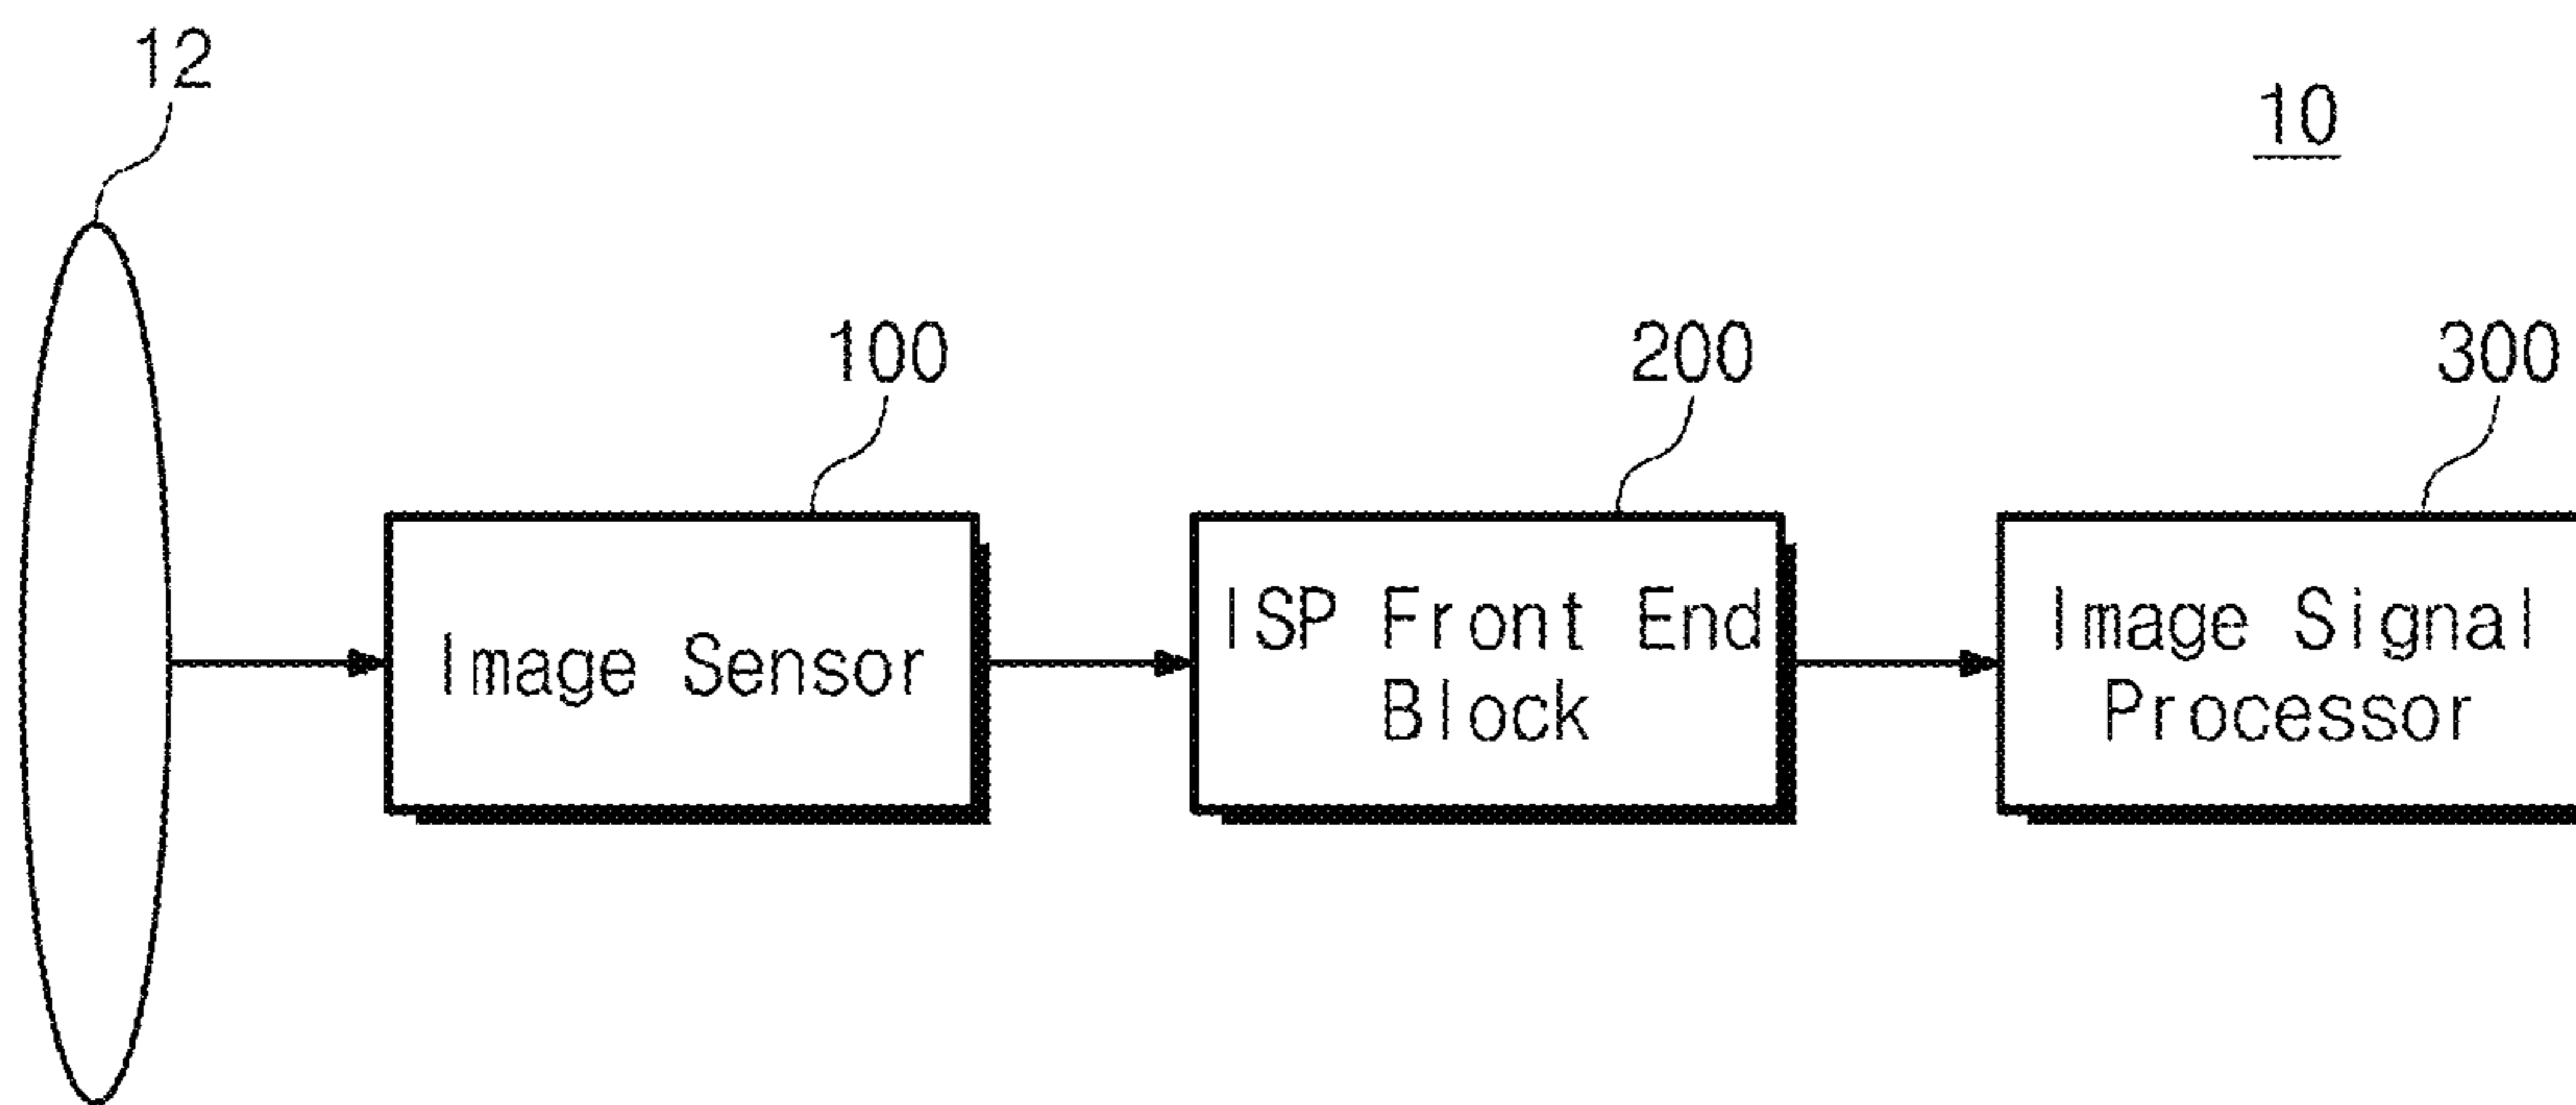 12
10
100
200
300
Image Sensor
ISP Front End
Block
Image Signal
Processor